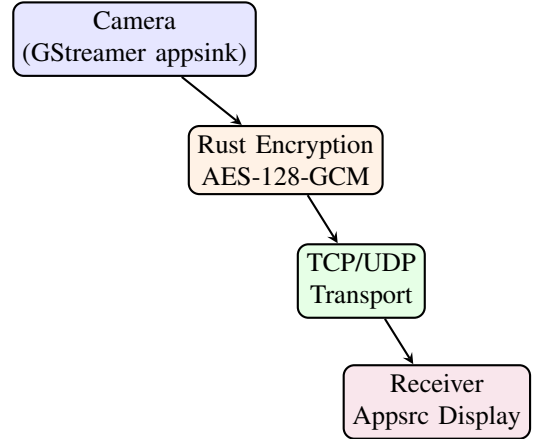 Camera
(GStreamer appsink)
Rust Encryption
AES-128-GCM
TCP/UDP
Transport
Receiver
Appsrc Display